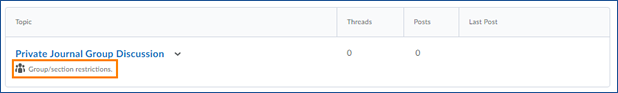 Topic Threads Posts Last Post
Private Journal Group Discussion 0 0
Group/section restrictions.